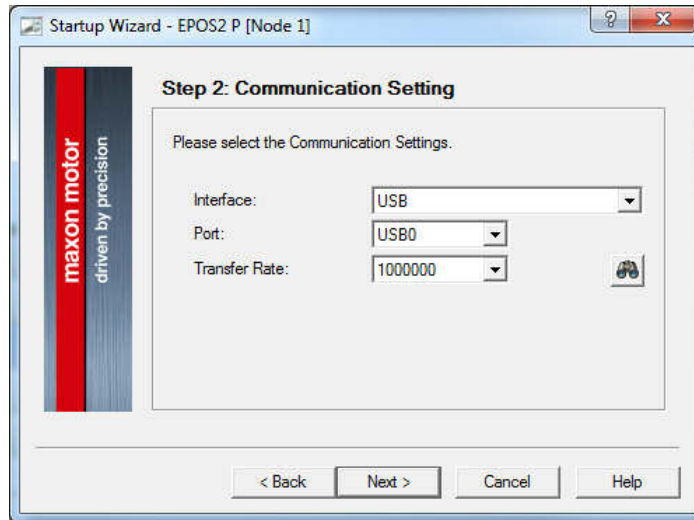 Startup Wizard - EPOS2 P [Node 1]
maxon motor
driven by precision
Step 2: Communication Setting
Please select the Communication Settings.
Interface: USB
Port: USB0
Transfer Rate: 1000000
< Back Next > Cancel Help